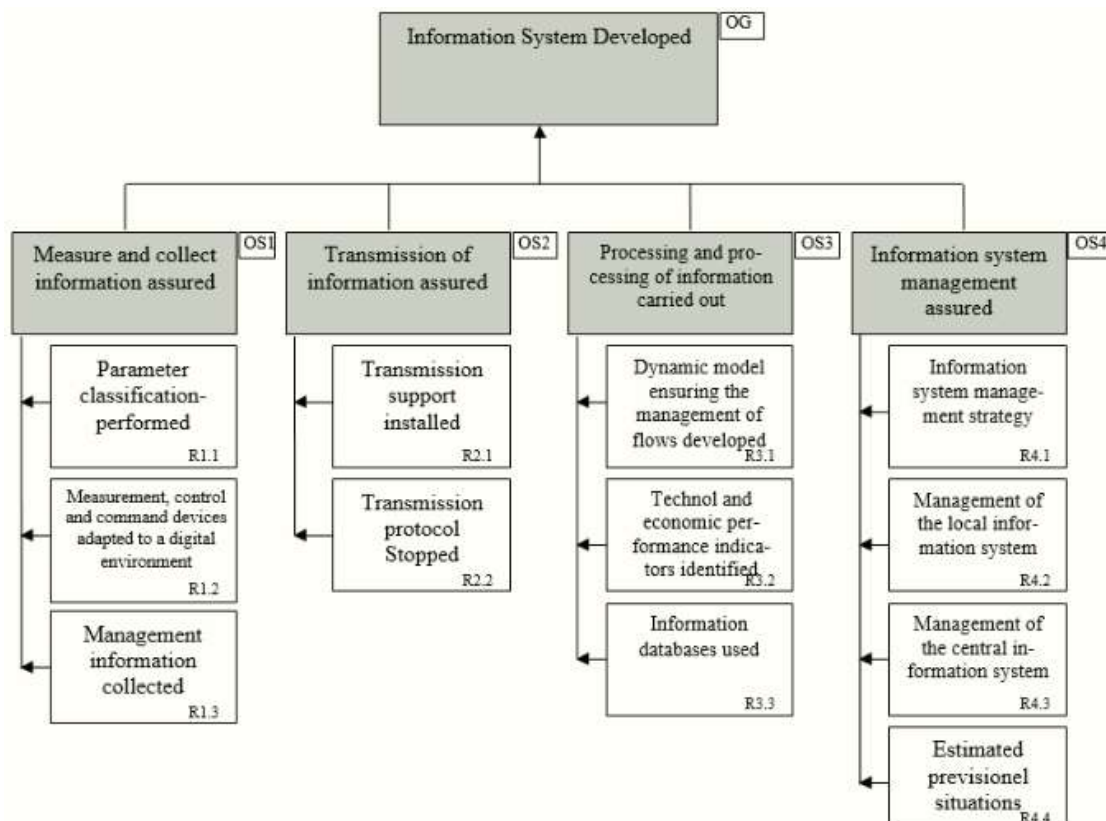 Information System Developed
OG
Measure and collect
information assured
OS1
Parameter
classification-
performed
R1.1
Measurement, control
and command devices
adapted to a digital
environment
R1.2
Management
information
collected
R1.3
Transmission of
information assured
OS2
Transmission
support
installed
R2.1
Transmission
protocol
Stopped
R2.2
Processing and pro-
cessing of information
carried out
OS3
Dynamic model
ensuring the
management of
flows developed
R3.1
Technol and
economic per-
formance indica-
tors identified
R3.2
Information
databases used
R3.3
Information system
management
assured
OS4
Information
system manage-
ment strategy
R4.1
Management of
the local infor-
mation system
R4.2
Management of
the central in-
formation system
R4.3
Estimated
previsionel
situations
R4.4